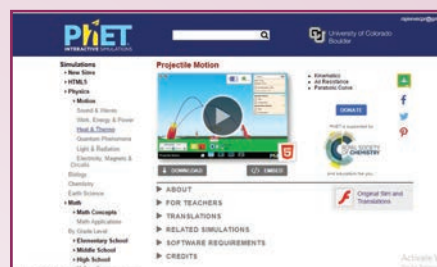 PhET
INTERACTIVE SIMULATIONS
University of Colorado
Boulder
Simulations
New Sims
HTML5
Physics
Motion
Sound & Waves
Work, Energy & Power
Heat & Thermo
Quantum Phenomena
Light & Radiation
Electricity, Magnets &
Circuits
Biology
Chemistry
Earth Science
Math
Math Concepts
Math Applications
By Grade Level
Elementary School
Middle School
High School
Projectile Motion
DOWNLOAD
EMBED
ABOUT
FOR TEACHERS
TRANSLATIONS
RELATED SIMULATIONS
SOFTWARE REQUIREMENTS
CREDITS
Kinematics
Air Resistance
Parabolic Curve
DONATE
PhET is supported by
ROYAL SOCIETY
OF CHEMISTRY
and educators like you.
Original Sim and
Translations